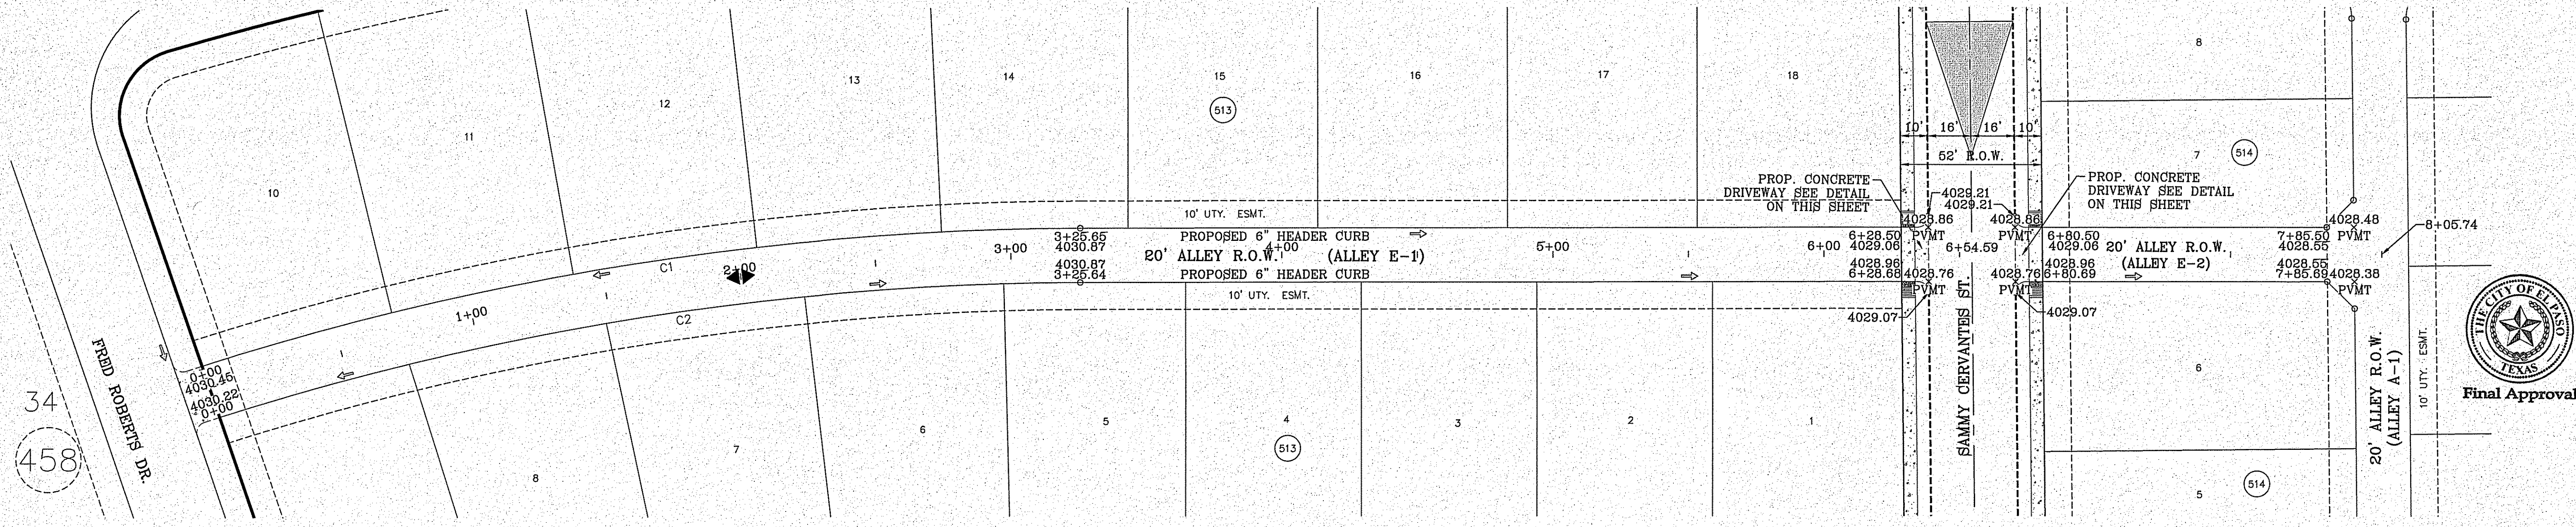 10
11
12
13
14
15
513
16
17
18
8
10' 16' 16' 10'
52' R.O.W.
7
514
PROP. CONCRETE
DRIVEWAY SEE DETAIL
ON THIS SHEET
PROP. CONCRETE
DRIVEWAY SEE DETAIL
ON THIS SHEET
4029.21
4029.21
4028.86
4028.86
PVMT
PVMT
10' UTY. ESMT.
3+25.65
4030.87
PROPOSED 6" HEADER CURB
3+00
4+00
5+00
6+00
20' ALLEY R.O.W. (ALLEY E-1)
4030.87
3+25.64
PROPOSED 6" HEADER CURB
10' UTY. ESMT.
6+28.50
4029.06
6+54.59
4028.96
6+28.68
4028.76
PVMT
4028.76
PVMT
4029.07
4029.07
6+80.50
4029.06
20' ALLEY R.O.W.
(ALLEY E-2)
4028.96
6+80.69
7+85.50
4028.55
4028.48
PVMT
4028.55
7+85.69
4028.38
PVMT
8+05.74
C1
2+00
1+00
C2
0+00
4030.45
4030.22
0+00
FRED ROBERTS DR.
34
458
8
7
6
5
4
513
3
2
1
SAMMY CERVANTES ST.
6
5
514
20' ALLEY R.O.W.
(ALLEY A-1)
10' UTY. ESMT.
THE CITY OF EL PASO
TEXAS
Final Approval